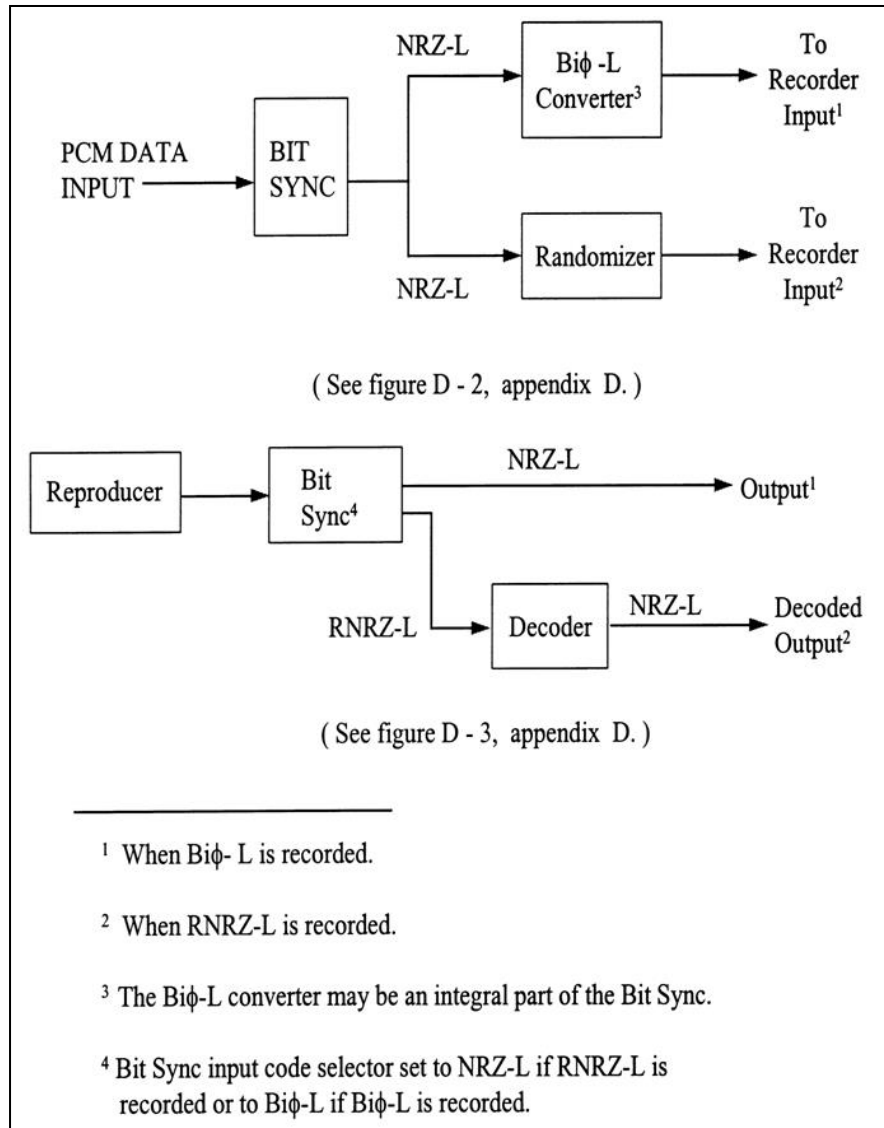 NRZ-L
Biϕ -L
Converter³
To
Recorder
Input¹
PCM DATA
INPUT
BIT
SYNC
NRZ-L
Randomizer
To
Recorder
Input²
( See figure D - 2, appendix D. )
Reproducer
Bit
Sync⁴
NRZ-L
Output¹
RNRZ-L
Decoder
NRZ-L
Decoded
Output²
( See figure D - 3, appendix D. )
¹ When Biϕ- L is recorded.
² When RNRZ-L is recorded.
³ The Biϕ-L converter may be an integral part of the Bit Sync.
⁴ Bit Sync input code selector set to NRZ-L if RNRZ-L is
recorded or to Biϕ-L if Biϕ-L is recorded.